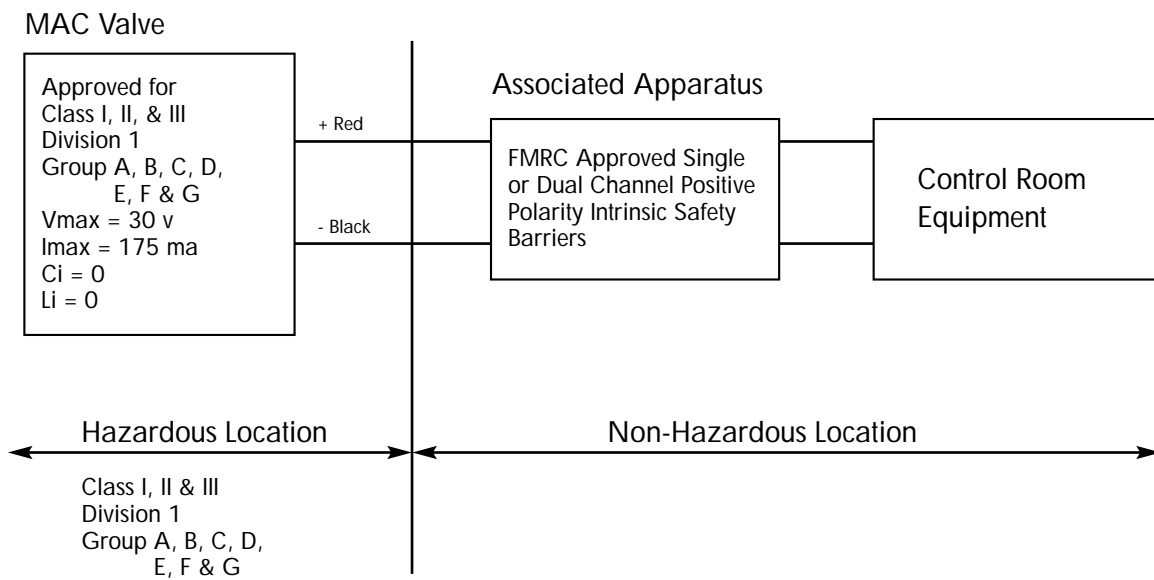 MAC Valve
Approved for
Class I, II, & III
Division 1
Group A, B, C, D,
E, F & G
Vmax = 30 v
Imax = 175 ma
Ci = 0
Li = 0
+ Red
- Black
Associated Apparatus
FMRC Approved Single
or Dual Channel Positive
Polarity Intrinsic Safety
Barriers
Control Room
Equipment
Hazardous Location
Non-Hazardous Location
Class I, II & III
Division 1
Group A, B, C, D,
E, F & G